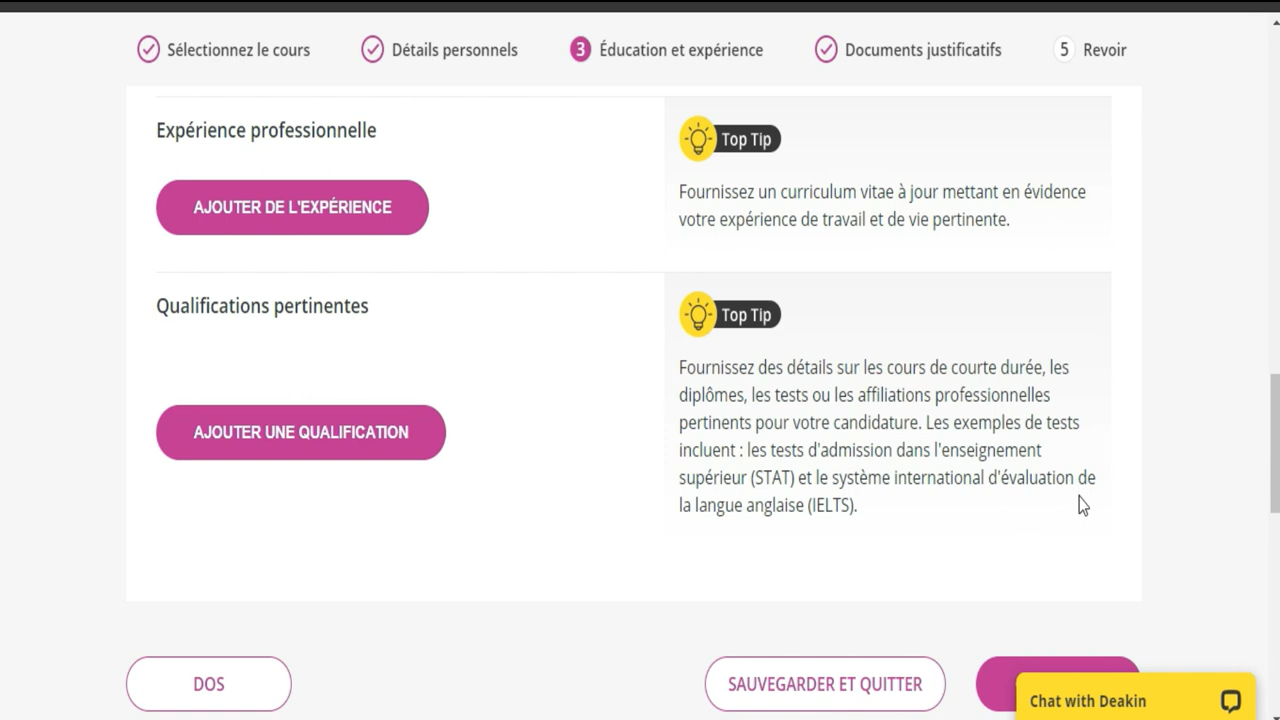 Sélectionnez le cours
Détails personnels
3 Éducation et expérience
Documents justificatifs
5 Revoir
Expérience professionnelle
AJOUTER DE L'EXPÉRIENCE
Top Tip
Fournissez un curriculum vitae à jour mettant en évidence
votre expérience de travail et de vie pertinente.
Qualifications pertinentes
AJOUTER UNE QUALIFICATION
Top Tip
Fournissez des détails sur les cours de courte durée, les
diplômes, les tests ou les affiliations professionnelles
pertinents pour votre candidature. Les exemples de tests
incluent : les tests d'admission dans l'enseignement
supérieur (STAT) et le système international d'évaluation de
la langue anglaise (IELTS).
DOS
SAUVEGARDER ET QUITTER
Chat with Deakin